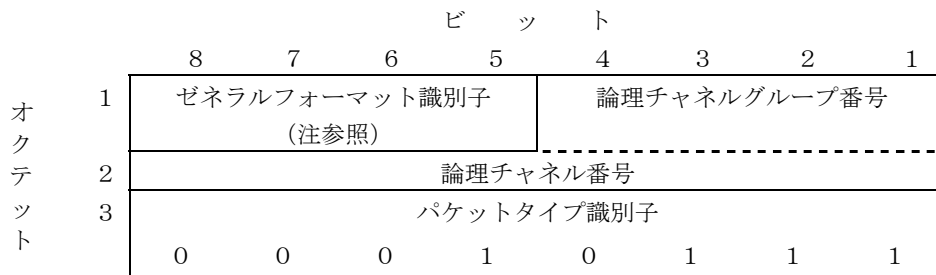 ビット
8 7 6 5 4 3 2 1
オクテット
1 ゼネラルフォーマット識別子 論理チャネルグループ番号
(注参照)
2 論理チャネル番号
3 パケットタイプ識別子
0 0 0 1 0 1 1 1